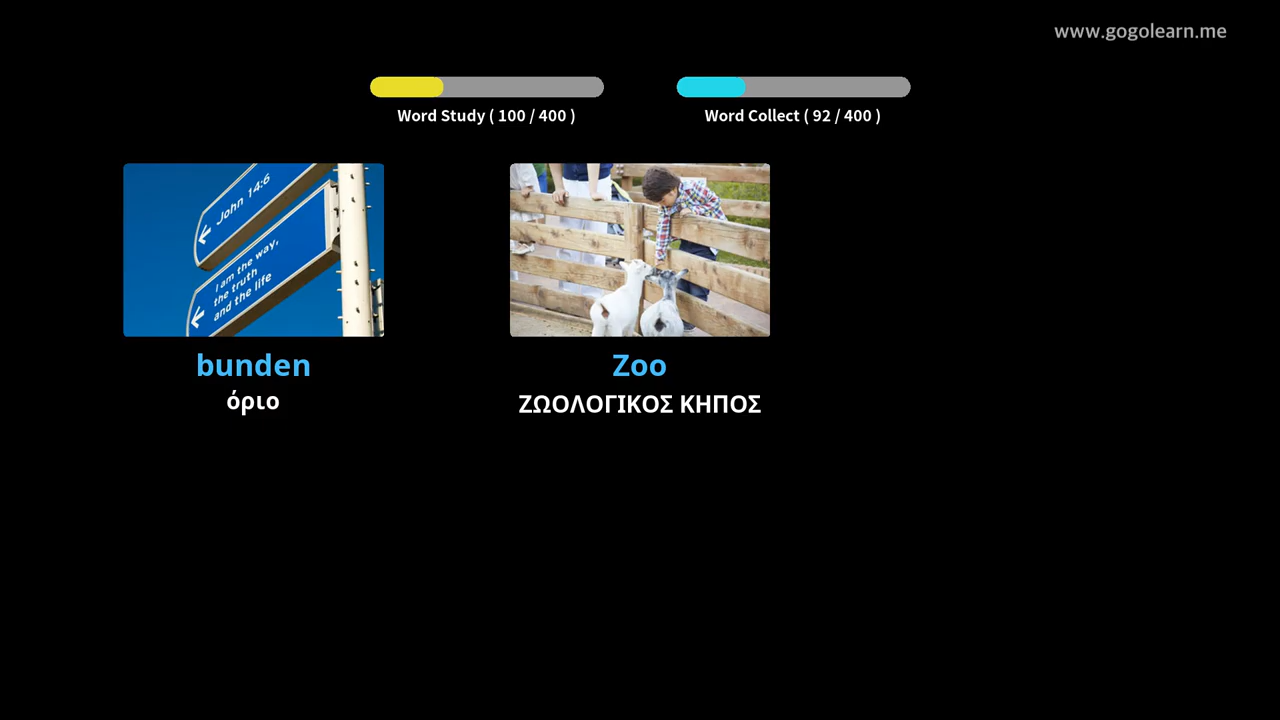 www.gogolearn.me
Word Study ( 100 / 400 )
Word Collect ( 92 / 400 )
John 14:6
I am the way,
the truth
and the life
bunden
όριο
Zoo
ΖΩΟΛΟΓΙΚΟΣ ΚΗΠΟΣ